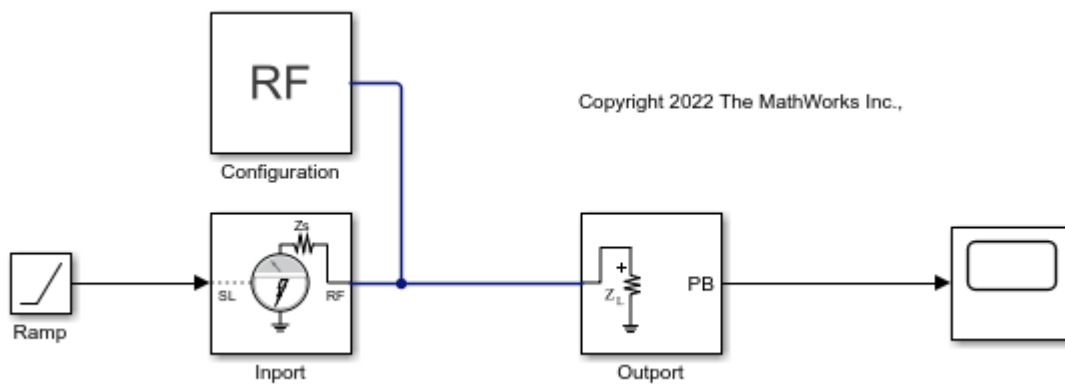 RF
Copyright 2022 The MathWorks Inc.,
Configuration
Zs
SL
RF
+
Z L
PB
Ramp
Inport
Outport